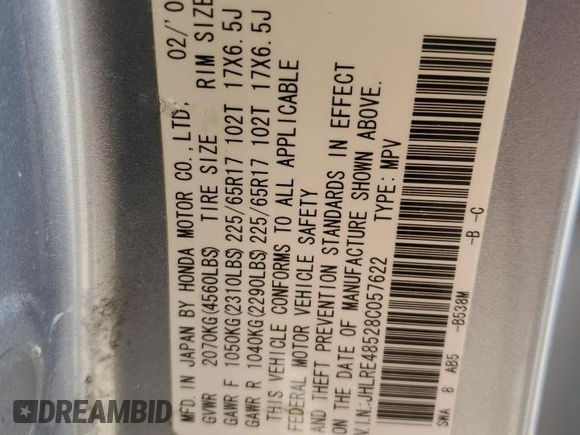 MFD. IN JAPAN BY HONDA MOTOR CO., LTD. 02/'0
GVWR 2070KG(4560LBS) TIRE SIZE RIM SIZE
GAWR F 1050KG(2310LBS) 225/65R17 102T 17X6.5J
GAWR R 1040KG(2290LBS) 225/65R17 102T 17X6.5J
THIS VEHICLE CONFORMS TO ALL APPLICABLE
FEDERAL MOTOR VEHICLE SAFETY
AND THEFT PREVENTION STANDARDS IN EFFECT
ON THE DATE OF MANUFACTURE SHOWN ABOVE.
V.I.N.:JHLRE48528C057622 TYPE: MPV
SMA 8 AB5 -B538M -B -C
DREAMBID